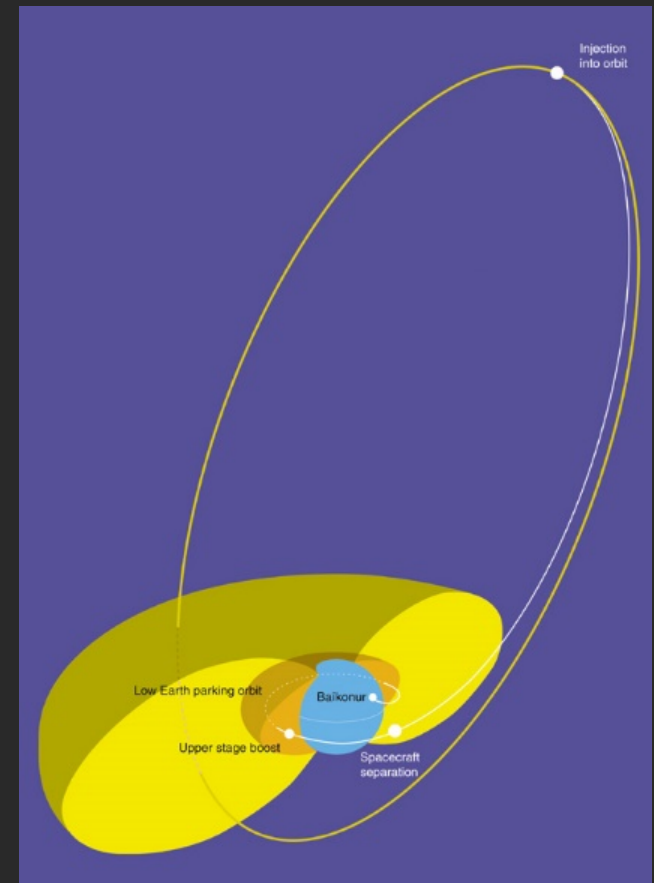 Injection
into orbit
Low Earth parking orbit
Baïkonur
Upper stage boost
Spacecraft
separation